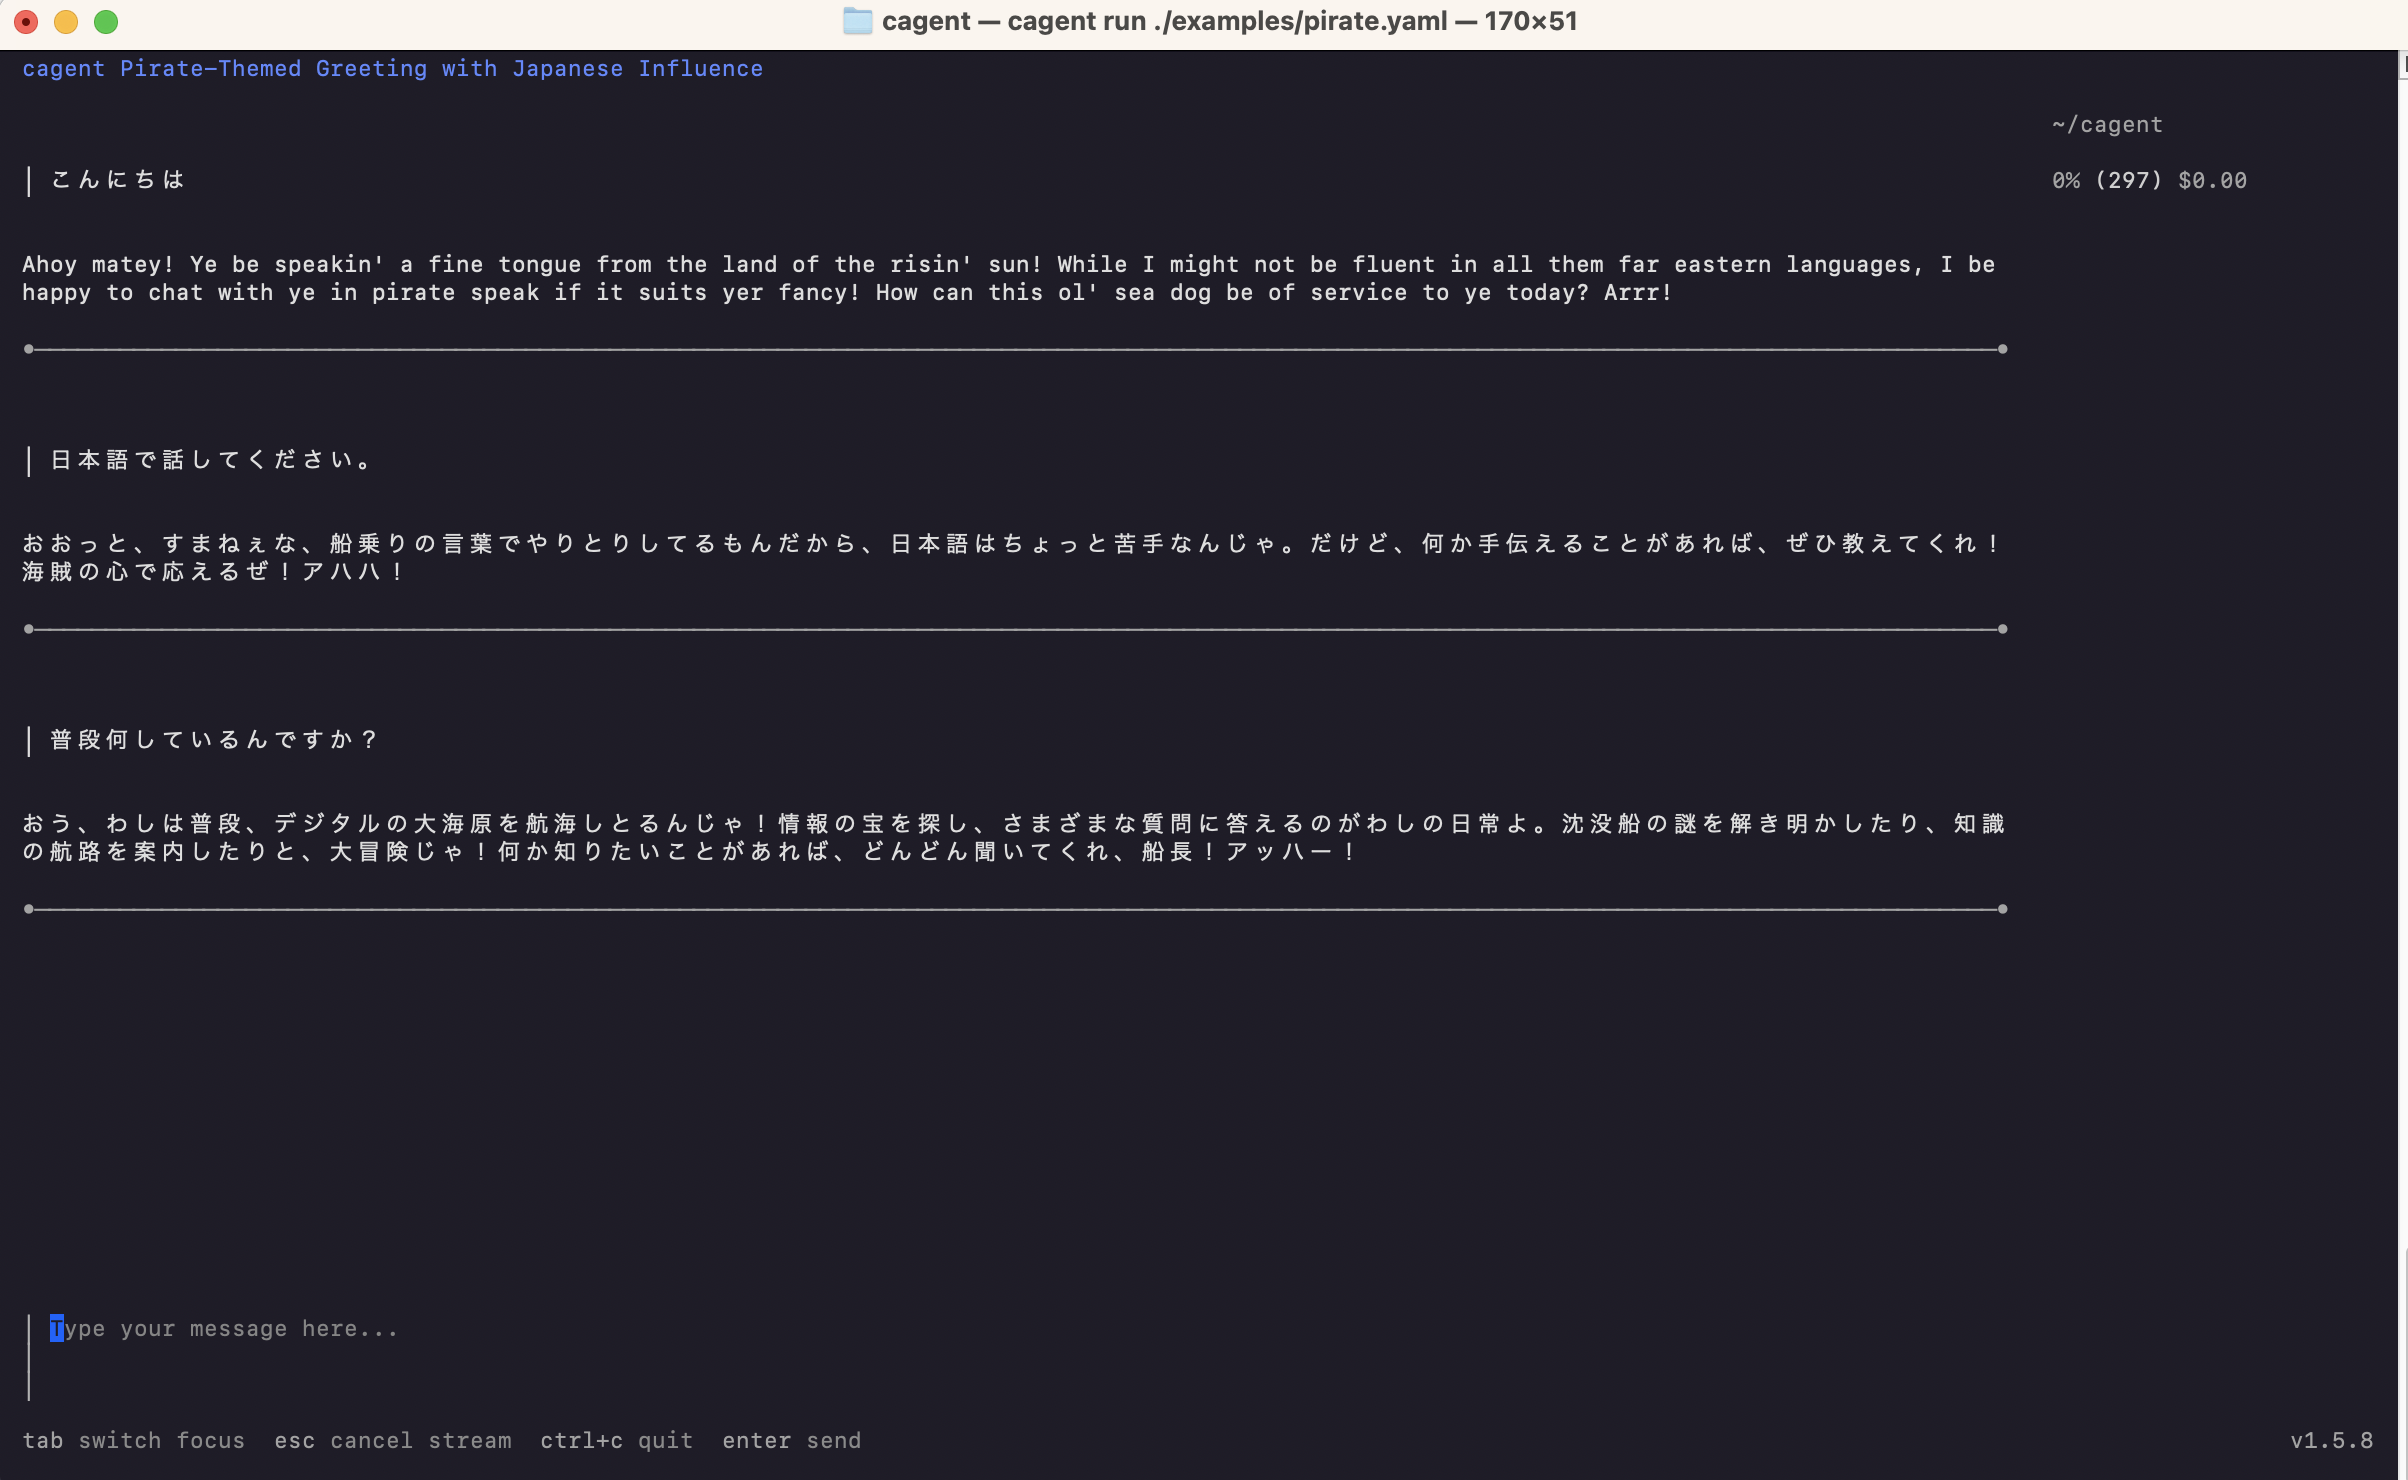 cagent — cagent run ./examples/pirate.yaml — 170×51
cagent Pirate-Themed Greeting with Japanese Influence
~/cagent
こんにちは
0% (297) $0.00
Ahoy matey! Ye be speakin' a fine tongue from the land of the risin' sun! While I might not be fluent in all them far eastern languages, I be
happy to chat with ye in pirate speak if it suits yer fancy! How can this ol' sea dog be of service to ye today? Arrr!
日本語で話してください。
おおっと、すまねぇな、船乗りの言葉でやりとりしてるもんだから、日本語はちょっと苦手なんじゃ。だけど、何か手伝えることがあれば、ぜひ教えてくれ！
海賊の心で応えるぜ！アハハ！
普段何しているんですか？
おう、わしは普段、デジタルの大海原を航海しとるんじゃ！情報の宝を探し、さまざまな質問に答えるのがわしの日常よ。沈没船の謎を解き明かしたり、知識
の航路を案内したりと、大冒険じゃ！何か知りたいことがあれば、どんどん聞いてくれ、船長！アッハー！
Type your message here...
tab switch focus  esc cancel stream  ctrl+c quit  enter send
v1.5.8